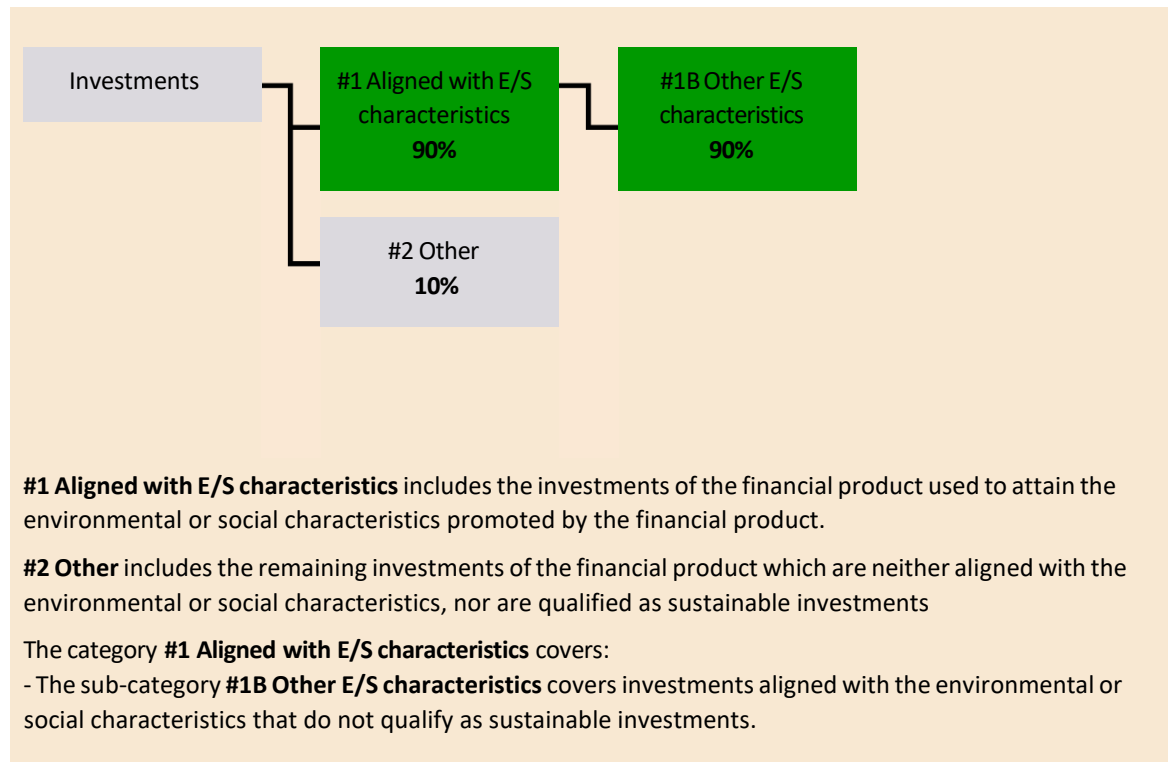 Investments
#1 Aligned with E/S
characteristics
90%
#1B Other E/S
characteristics
90%
#2 Other
10%
#1 Aligned with E/S characteristics includes the investments of the financial product used to attain the
environmental or social characteristics promoted by the financial product.
#2 Other includes the remaining investments of the financial product which are neither aligned with the
environmental or social characteristics, nor are qualified as sustainable investments
The category #1 Aligned with E/S characteristics covers:
- The sub-category #1B Other E/S characteristics covers investments aligned with the environmental or
social characteristics that do not qualify as sustainable investments.